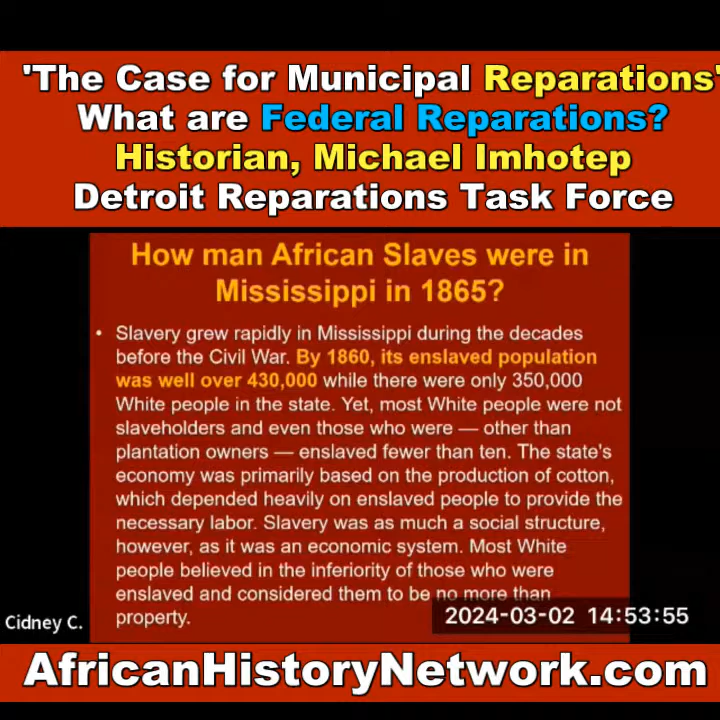 'The Case for Municipal Reparations'
What are Federal Reparations?
Historian, Michael Imhotep
Detroit Reparations Task Force
How man African Slaves were in
Mississippi in 1865?
• Slavery grew rapidly in Mississippi during the decades
before the Civil War. By 1860, its enslaved population
was well over 430,000 while there were only 350,000
White people in the state. Yet, most White people were not
slaveholders and even those who were — other than
plantation owners — enslaved fewer than ten. The state's
economy was primarily based on the production of cotton,
which depended heavily on enslaved people to provide the
necessary labor. Slavery was as much a social structure,
however, as it was an economic system. Most White
people believed in the inferiority of those who were
enslaved and considered them to be no more than
property.
Cidney C.
2024-03-02 14:53:55
AfricanHistoryNetwork.com